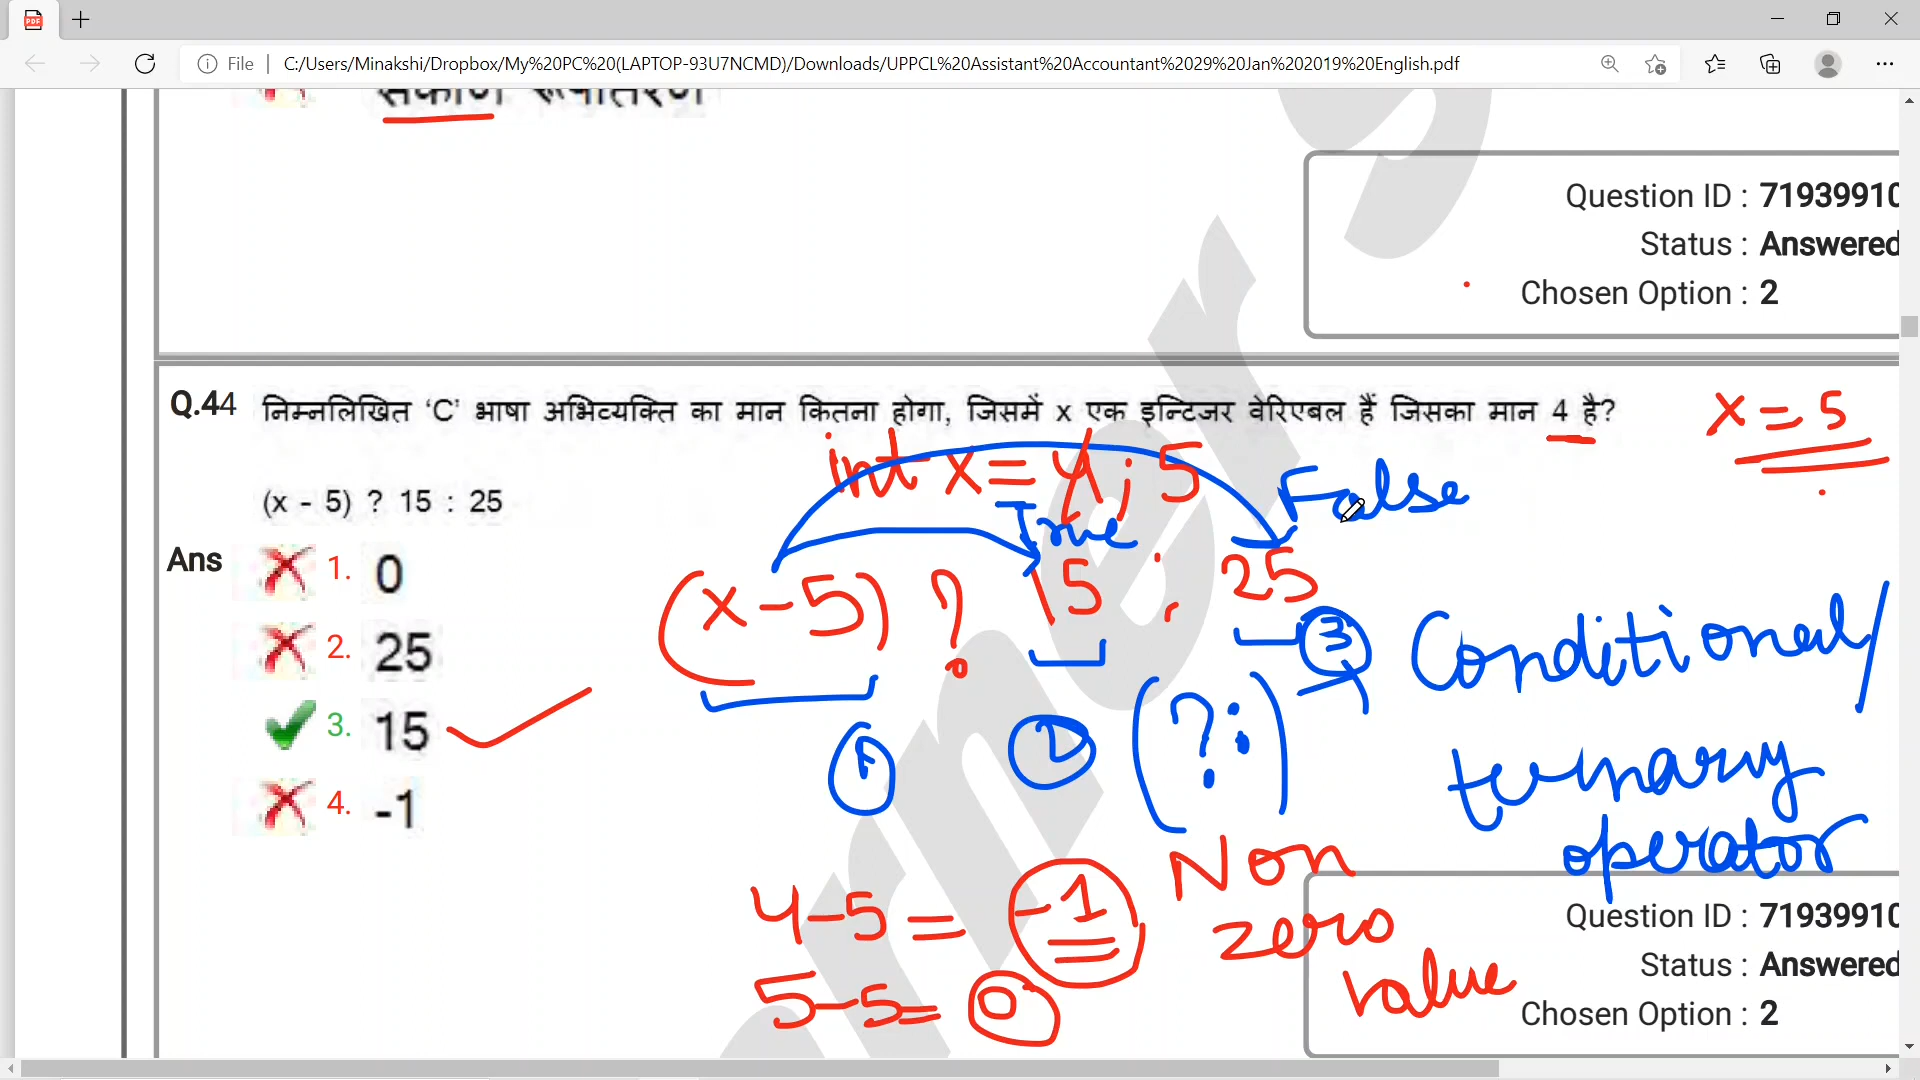 File | C:/Users/Minakshi/Dropbox/My%20PC%20(LAPTOP-93U7NCMD)/Downloads/UPPCL%20Assistant%20Accountant%2029%20Jan%202019%20English.pdf
Question ID : 71939910
Status : Answered
Chosen Option : 2
Q.44 निम्नलिखित ‘C’ भाषा अभिव्यक्ति का मान कितना होगा, जिसमें x एक इन्टिजर वेरिएबल हैं जिसका मान 4 है?
x = 5
int x = 4; 5
False
(x - 5) ? 15 : 25
True
(x-5) ? 15 : 25
Ans
1. 0
2. 25
3. 15
4. -1
1
2
3
(?:)
Conditional/
ternary
operator
4-5 = -1
Non
zero
value
5-5= 0
Question ID : 71939910
Status : Answered
Chosen Option : 2